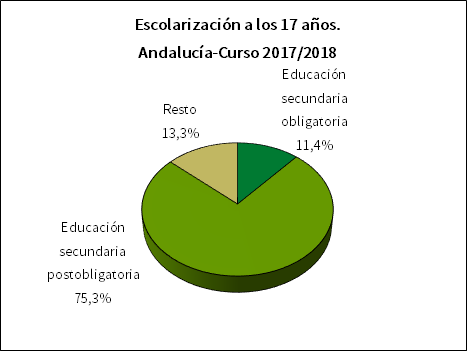 Escolarización a los 17 años.
Andalucía-Curso 2017/2018
Educación
secundaria
obligatoria
11,4%
Resto
13,3%
Educación
secundaria
postobligatoria
75,3%